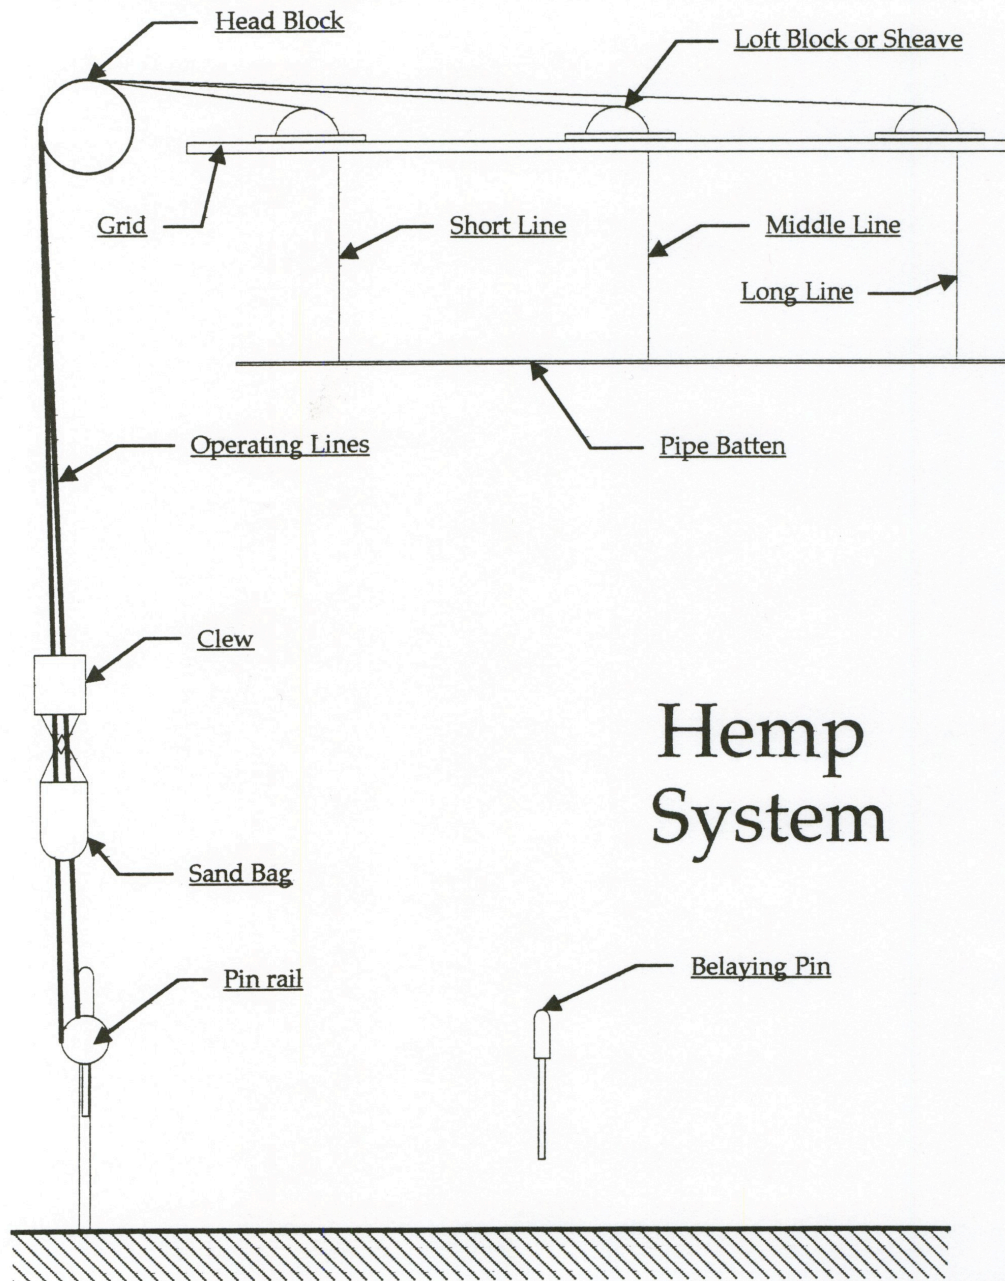 Head Block
Loft Block or Sheave
Grid
Short Line
Middle Line
Long Line
Operating Lines
Pipe Batten
Clew
Hemp
System
Sand Bag
Pin rail
Belaying Pin